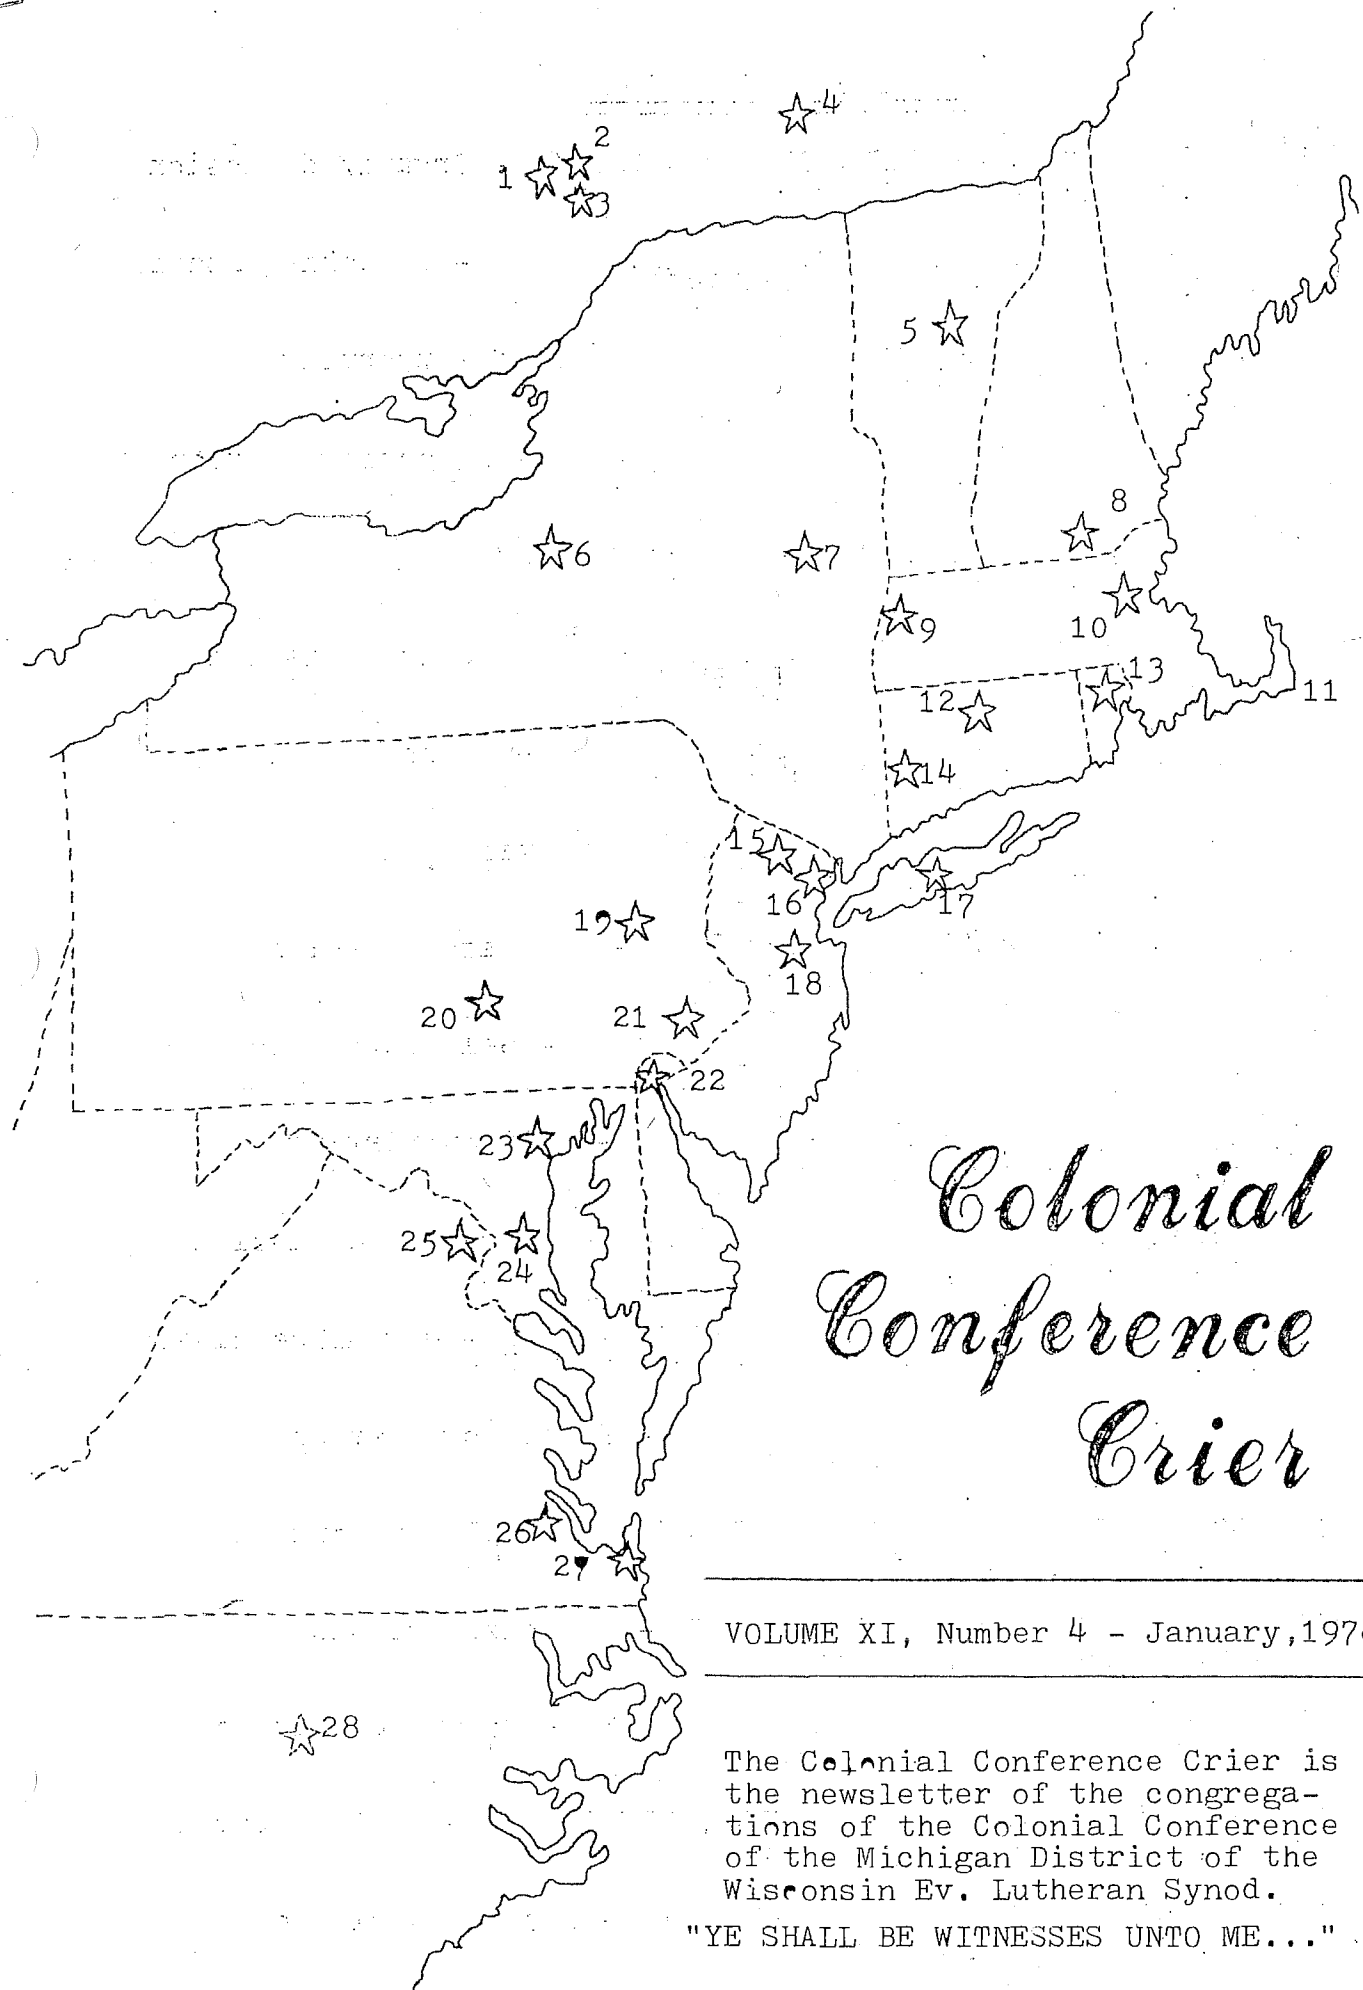 4
2
1
3
5
8
6
7
9
10
13
11
12
14
15
16
17
19
18
20
21
22
23
25
24
26
27
28
Colonial
Conference
Crier
VOLUME XI, Number 4 - January,197
The Colonial Conference Crier is
the newsletter of the congrega-
tions of the Colonial Conference
of the Michigan District of the
Wisconsin Ev. Lutheran Synod.
"YE SHALL BE WITNESSES UNTO ME..."